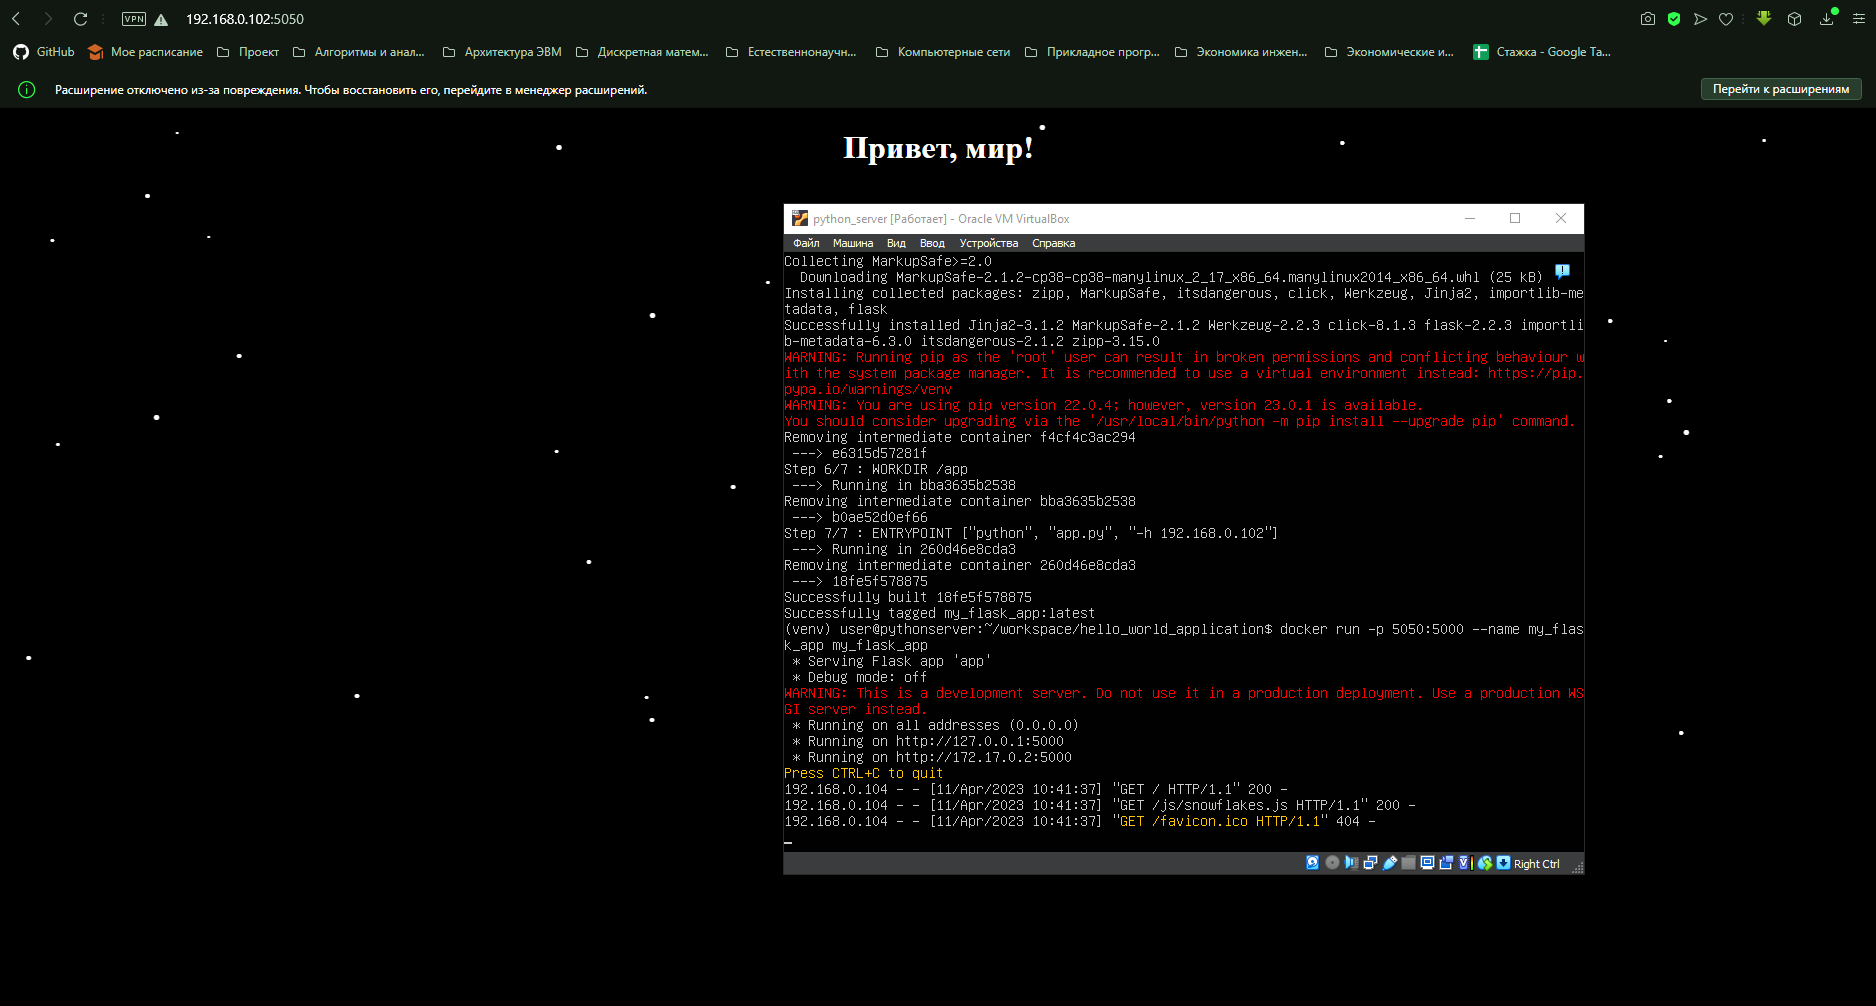 VPN 192.168.0.102:5050
GitHub Мое расписание Проект Алгоритмы и анал... Архитектура ЭВМ Дискретная матем... Естественнонаучн... Компьютерные сети Прикладное прогр... Экономика инжен... Экономические и... Стажка - Google Та...
Расширение отключено из-за повреждения. Чтобы восстановить его, перейдите в менеджер расширений. Перейти к расширениям
Привет, мир!
python_server [Работает] - Oracle VM VirtualBox
Файл Машина Вид Ввод Устройства Справка
Collecting MarkupSafe>=2.0
Downloading MarkupSafe-2.1.2-cp38-cp38-manylinux_2_17_x86_64.manylinux2014_x86_64.whl (25 kB)
Installing collected packages: zipp, MarkupSafe, itsdangerous, click, Werkzeug, Jinja2, importlib-me
tadata, flask
Successfully installed Jinja2-3.1.2 MarkupSafe-2.1.2 Werkzeug-2.2.3 click-8.1.3 flask-2.2.3 importli
b-metadata-6.3.0 itsdangerous-2.1.2 zipp-3.15.0
WARNING: Running pip as the 'root' user can result in broken permissions and conflicting behaviour w
ith the system package manager. It is recommended to use a virtual environment instead: https://pip.
pypa.io/warnings/venv
WARNING: You are using pip version 22.0.4; however, version 23.0.1 is available.
You should consider upgrading via the '/usr/local/bin/python -m pip install --upgrade pip' command.
Removing intermediate container f4cf4c3ac294
---> e6315d57281f
Step 6/7 : WORKDIR /app
---> Running in bba3635b2538
Removing intermediate container bba3635b2538
---> b0ae52d0ef66
Step 7/7 : ENTRYPOINT ["python", "app.py", "-h 192.168.0.102"]
---> Running in 260d46e8cda3
Removing intermediate container 260d46e8cda3
---> 18fe5f578875
Successfully built 18fe5f578875
Successfully tagged my_flask_app:latest
(venv) user@pythonserver:~/workspace/hello_world_application$ docker run -p 5050:5000 --name my_flas
k_app my_flask_app
* Serving Flask app 'app'
* Debug mode: off
WARNING: This is a development server. Do not use it in a production deployment. Use a production WS
GI server instead.
* Running on all addresses (0.0.0.0)
* Running on http://127.0.0.1:5000
* Running on http://172.17.0.2:5000
Press CTRL+C to quit
192.168.0.104 - - [11/Apr/2023 10:41:37] "GET / HTTP/1.1" 200 -
192.168.0.104 - - [11/Apr/2023 10:41:37] "GET /js/snowflakes.js HTTP/1.1" 200 -
192.168.0.104 - - [11/Apr/2023 10:41:37] "GET /favicon.ico HTTP/1.1" 404 -
Right Ctrl